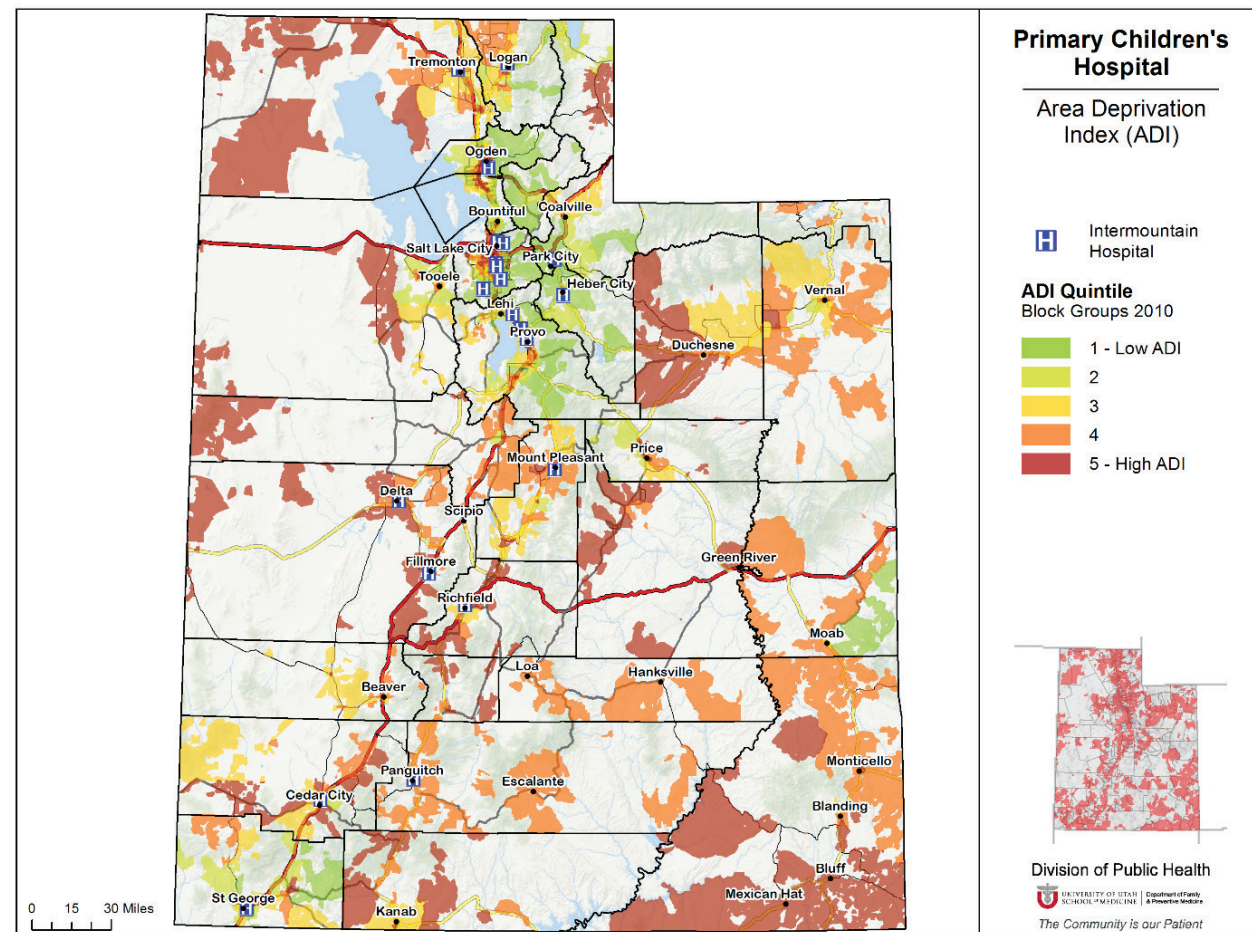 Primary Children's
Hospital
Area Deprivation
Index (ADI)
H Intermountain
Hospital
ADI Quintile
Block Groups 2010
1 - Low ADI
2
3
4
5 - High ADI
Division of Public Health
UNIVERSITY OF UTAH
SCHOOL OF MEDICINE
Department of Family
& Preventive Medicine
The Community is our Patient
Tremonton
Logan
Ogden
H
Bountiful
Coalville
Salt Lake City
H
Park City
H
Tooele
H
Heber City
H
H
Lehi
H
Vernal
Provo
H
Duchesne
Mount Pleasant
H
Price
Delta
H
Scipio
Fillmore
H
Green River
Richfield
H
Moab
Loa
Hanksville
Beaver
Panguitch
H
Escalante
Monticello
Cedar City
Blanding
St George
H
Bluff
Mexican Hat
Kanab
0 15 30 Miles